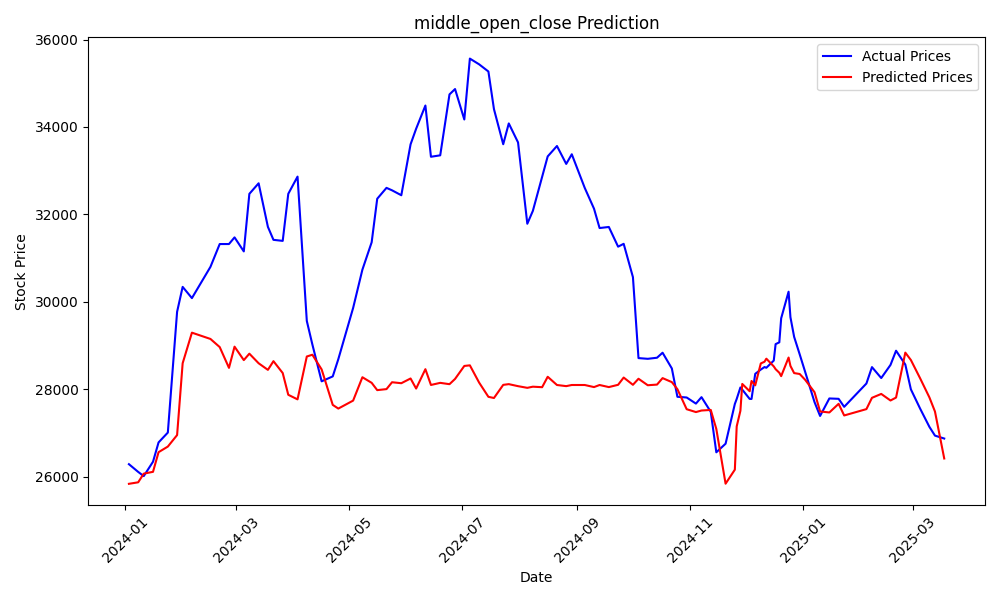 middle_open_close Prediction
Actual Prices
Predicted Prices
36000
34000
32000
30000
28000
26000
Stock Price
2024-01
2024-03
2024-05
2024-07
2024-09
2024-11
2025-01
2025-03
Date